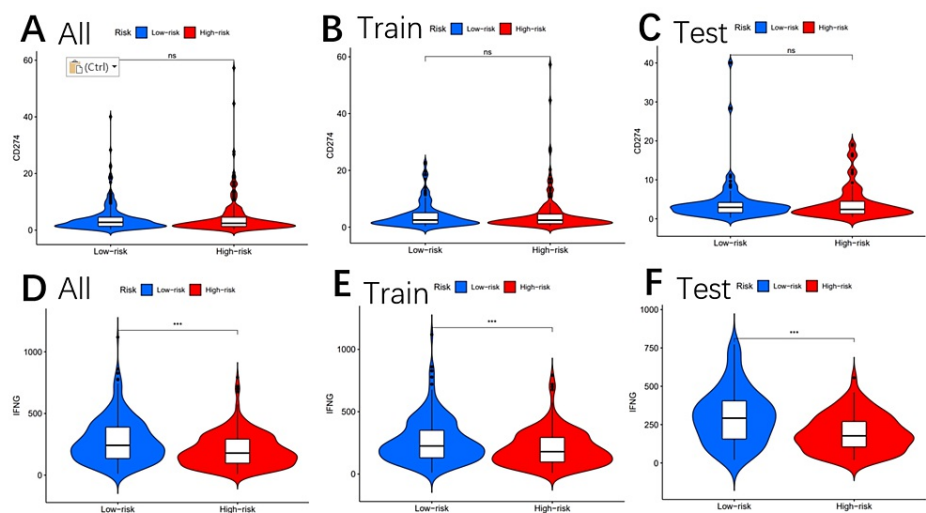 A All
Risk Low-risk High-risk
(Ctrl)
ns
60
40
20
0
CD274
Low-risk High-risk
B Train
Risk Low-risk High-risk
ns
60
40
20
0
CD274
Low-risk High-risk
C Test
Risk Low-risk High-risk
ns
40
30
20
10
0
CD274
Low-risk High-risk
D All
Risk Low-risk High-risk
***
1000
500
0
IFNG
Low-risk High-risk
E Train
Risk Low-risk High-risk
***
1000
500
0
IFNG
Low-risk High-risk
F Test
Risk Low-risk High-risk
***
1000
750
500
250
0
IFNG
Low-risk High-risk